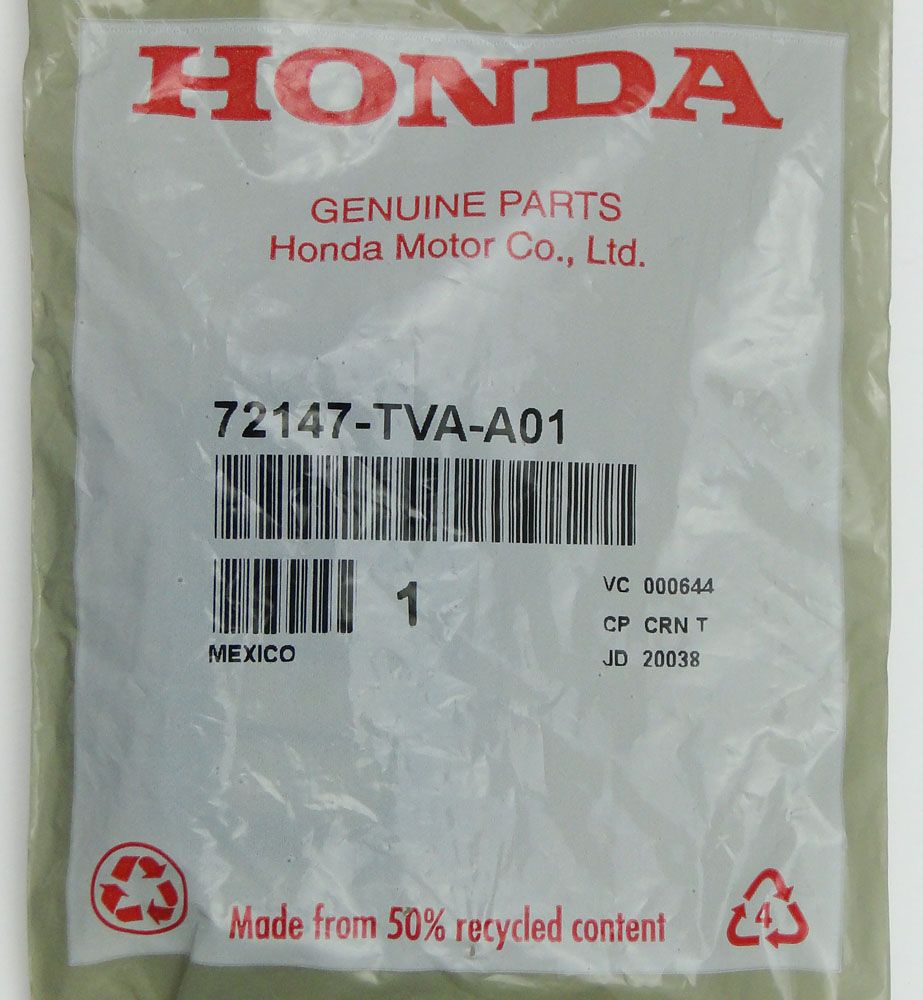 HONDA
GENUINE PARTS
Honda Motor Co., Ltd.
72147-TVA-A01
1
VC 000644
CP CRN T
MEXICO
JD 20038
Made from 50% recycled content
4